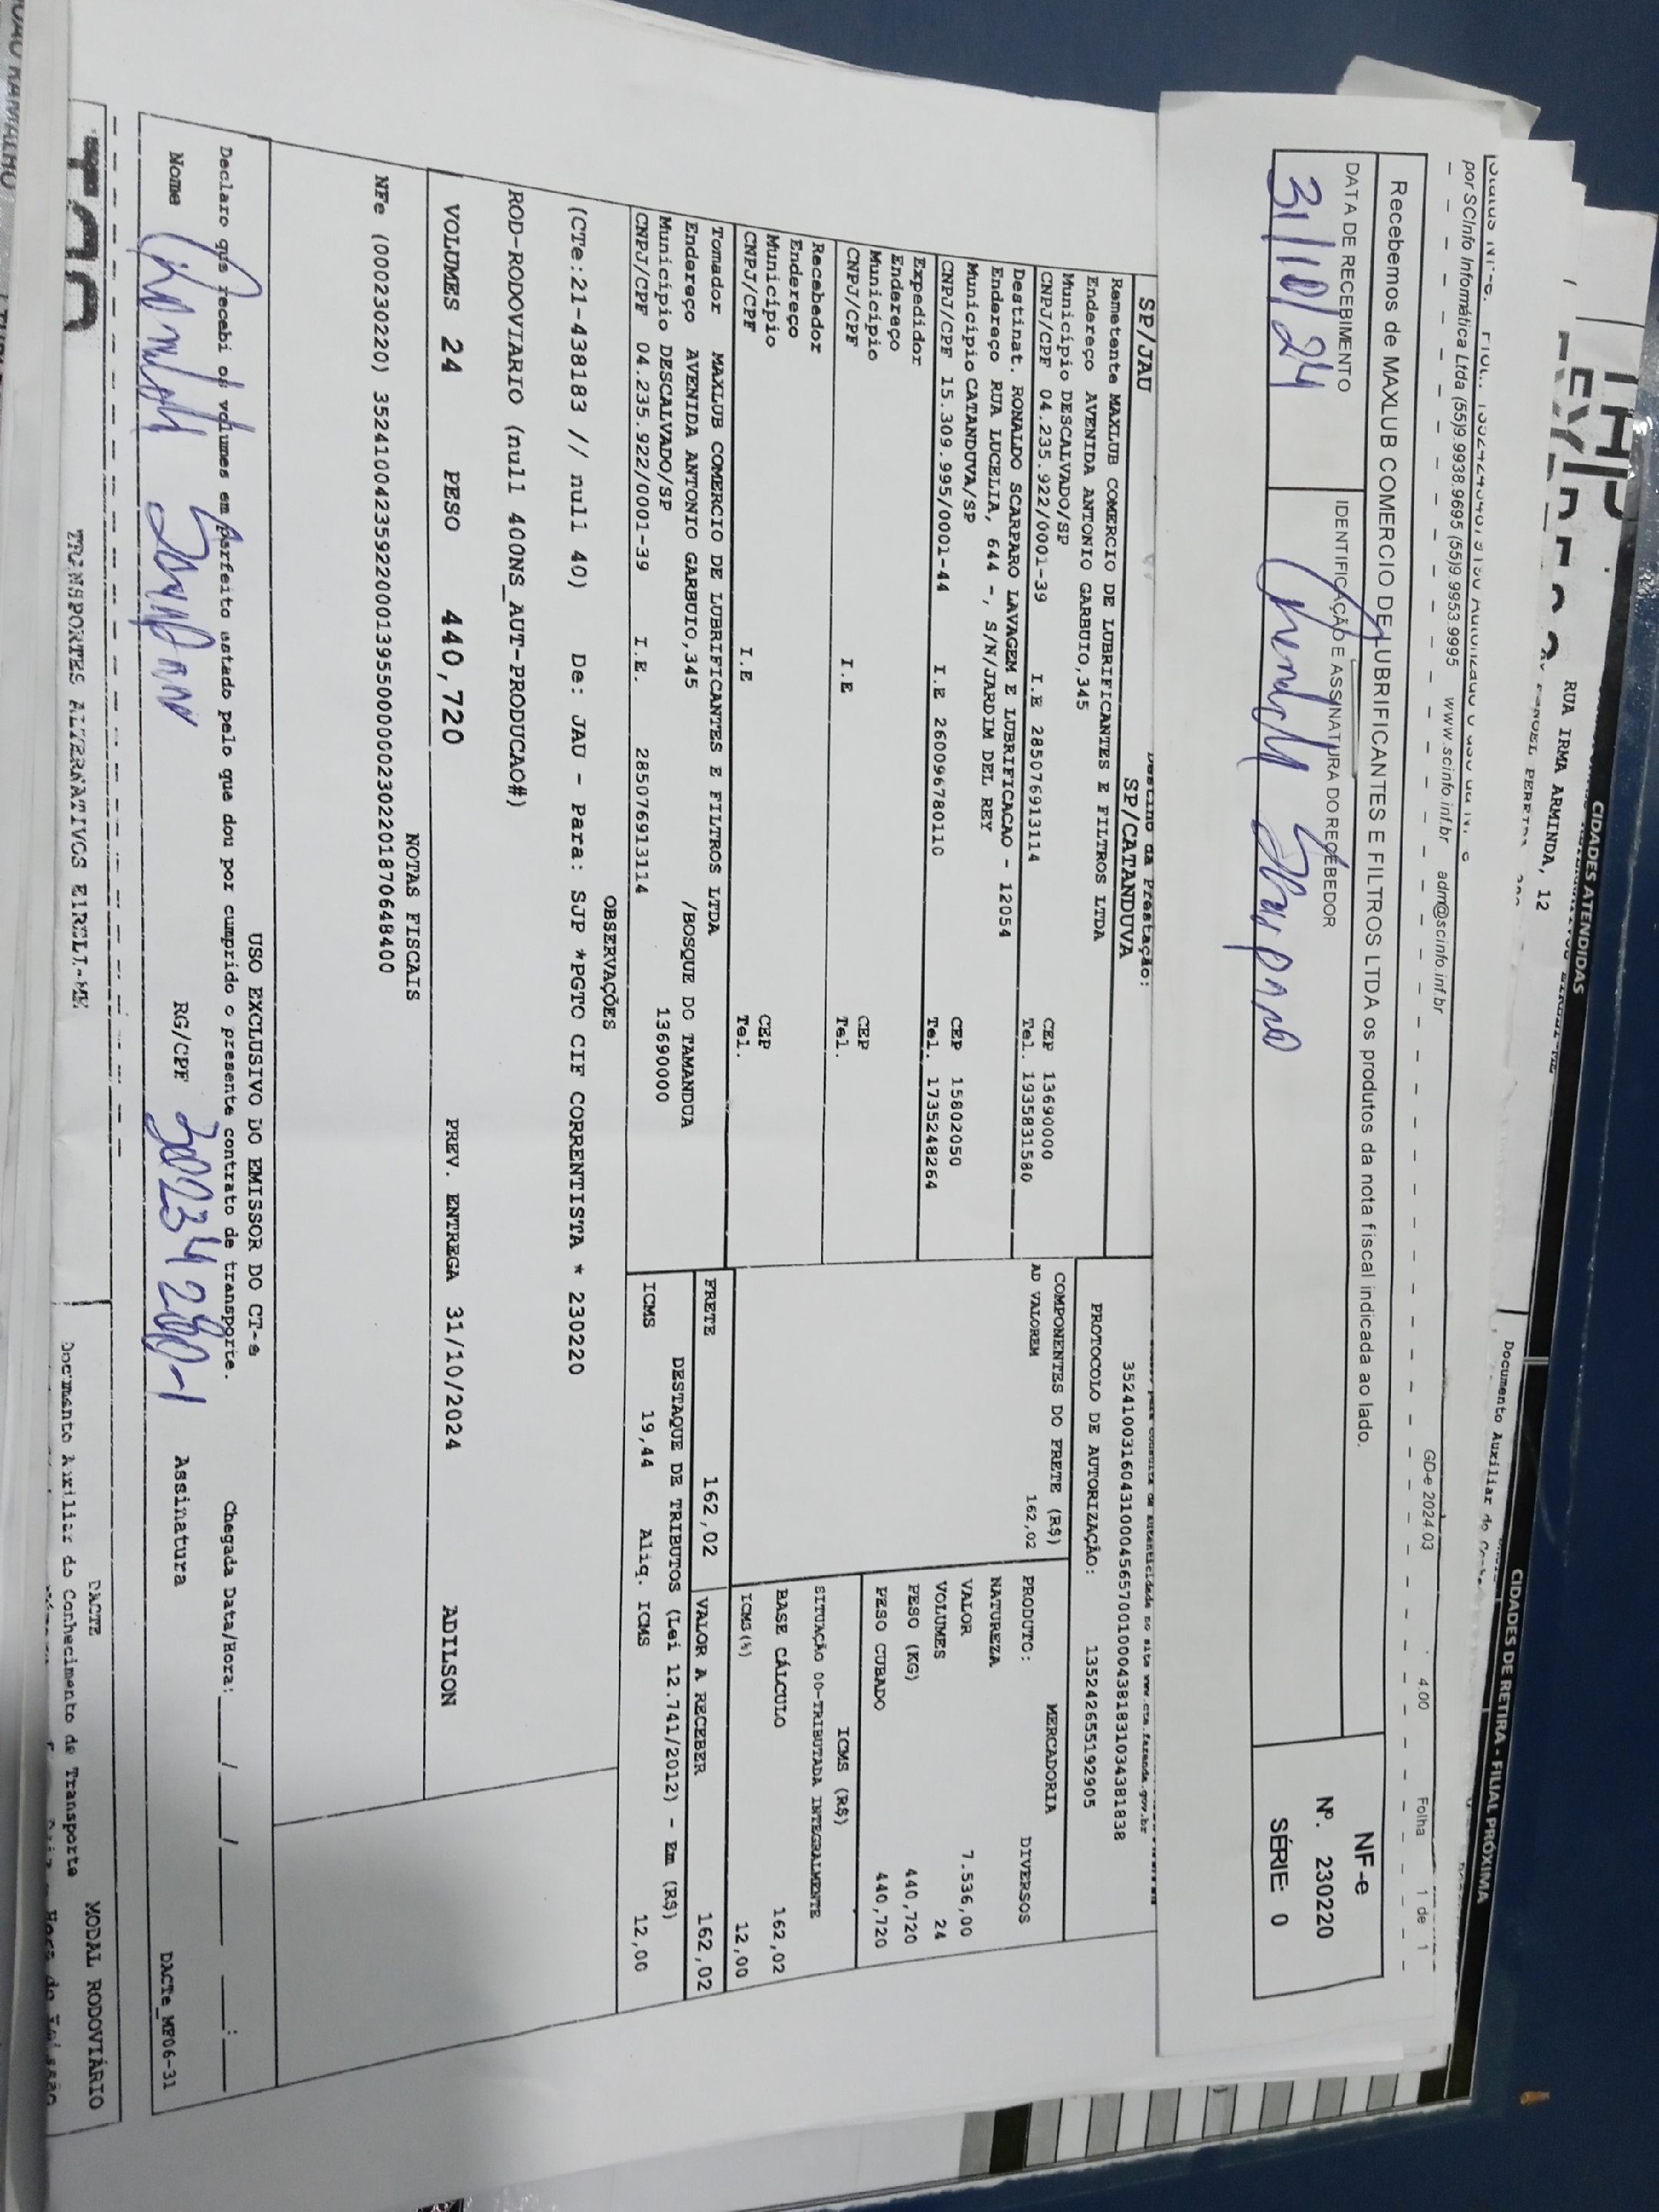 CIDADES ATENDIDAS
RUA IRMA ARMINDA, 12
CIDADES DE RETIRA - FILIAL PRÓXIMA
por SCInfo Informática Ltda (55)9.9938.9695 (55)9.9953.9995 www.scinfo.inf.br adm@scinfo.inf.br GD-e 2024.03 4.00 Folha 1 de 1
Recebemos de MAXLUB COMERCIO DE LUBRIFICANTES E FILTROS LTDA os produtos da nota fiscal indicada ao lado.
NF-e
Nº. 230220
SÉRIE: 0
DATA DE RECEBIMENTO
31/10/24
IDENTIFICAÇÃO E ASSINATURA DO RECEBEDOR
SP/JAU
Destino da Prestação:
SP/CATANDUVA
35241003160431000456570010004381831034381838
PROTOCOLO DE AUTORIZAÇÃO: 135242655192905
Remetente MAXLUB COMERCIO DE LUBRIFICANTES E FILTROS LTDA
Endereço AVENIDA ANTONIO GARBUIO,345
Município DESCALVADO/SP CEP 13690000
CNPJ/CPF 04.235.922/0001-39 I.E 285076913114 Tel. 1935831580
Destinat. RONALDO SCARPARO LAVAGEM E LUBRIFICACAO - 12054
Endereço RUA LUCELIA, 644 -, S/N/JARDIM DEL REY
Município CATANDUVA/SP CEP 15802050
CNPJ/CPF 15.309.995/0001-44 I.E 260096780110 Tel. 1735248264
Expedidor
Endereço
Município CEP
CNPJ/CPF I.E Tel.
Recebedor
Endereço
Município CEP
CNPJ/CPF I.E Tel.
Tomador MAXLUB COMERCIO DE LUBRIFICANTES E FILTROS LTDA
Endereço AVENIDA ANTONIO GARBUIO,345 /BOSQUE DO TAMANDUA
Município DESCALVADO/SP 13690000
CNPJ/CPF 04.235.922/0001-39 I.E. 285076913114
COMPONENTES DO FRETE (R$)
AD VALOREM 162,02
MERCADORIA
PRODUTO: DIVERSOS
NATUREZA
VALOR 7.536,00
VOLUMES 24
PESO (KG) 440,720
PESO CUBADO 440,720
ICMS (R$)
SITUAÇÃO 00-TRIBUTADA INTEGRALMENTE
BASE CÁLCULO 162,02
ICMS(%) 12,00
FRETE 162,02 VALOR A RECEBER 162,02
DESTAQUE DE TRIBUTOS (Lei 12.741/2012) - Em (R$)
ICMS 19,44 Aliq. ICMS 12,00
OBSERVAÇÕES
(CTe:21-438183 // null 40) De: JAU - Para: SJP *PGTO CIF CORRENTISTA * 230220
ROD-RODOVIARIO (null 400NS_AUT-PRODUCAO#)
VOLUMES 24 PESO 440,720 PREV. ENTREGA 31/10/2024 ADILSON
NOTAS FISCAIS
NFe (000230220) 35241004235922000139550000002302201870648400
USO EXCLUSIVO DO EMISSOR DO CT-e
Declaro que recebi os volumes em perfeito estado pelo que dou por cumprido o presente contrato de transporte. Chegada Data/Hora: __/__/____ __:__
Nome RG/CPF Assinatura
DACTe_MF06-31
TRANSPORTES ALTERNATIVOS EIRELI-ME
DACTE
Documento Auxiliar do Conhecimento de Transporte
MODAL RODOVIÁRIO